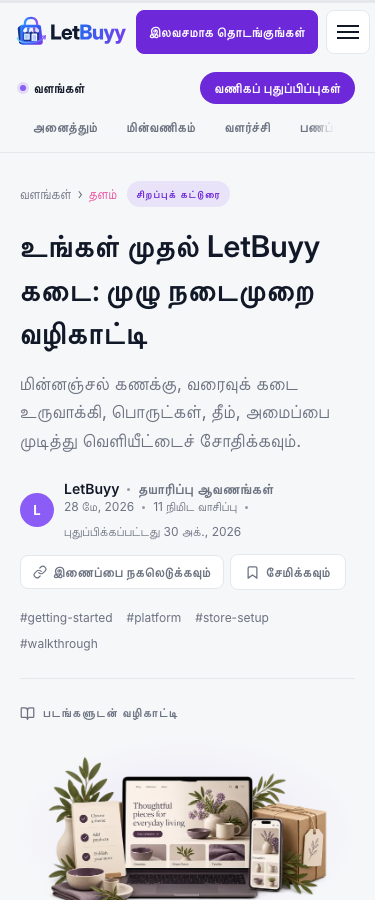 LetBuyy
இலவசமாக தொடங்குங்கள்
வளங்கள்
வணிகப் புதுப்பிப்புகள்
அனைத்தும்
மின்வணிகம்
வளர்ச்சி
வளங்கள் › தளம்
சிறப்புக் கட்டுரை
உங்கள் முதல் LetBuyy
கடை: முழு நடைமுறை
வழிகாட்டி
மின்னஞ்சல் கணக்கு, வரைவுக் கடை
உருவாக்கி, பொருட்கள், தீம், அமைப்பை
முடித்து வெளியீட்டைச் சோதிக்கவும்.
L
LetBuyy • தயாரிப்பு ஆவணங்கள்
28 மே, 2026 • 11 நிமிட வாசிப்பு •
புதுப்பிக்கப்பட்டது 30 அக்., 2026
இணைப்பை நகலெடுக்கவும்
சேமிக்கவும்
#getting-started #platform #store-setup
#walkthrough
படங்களுடன் வழிகாட்டி
Thoughtful
pieces for
everyday living